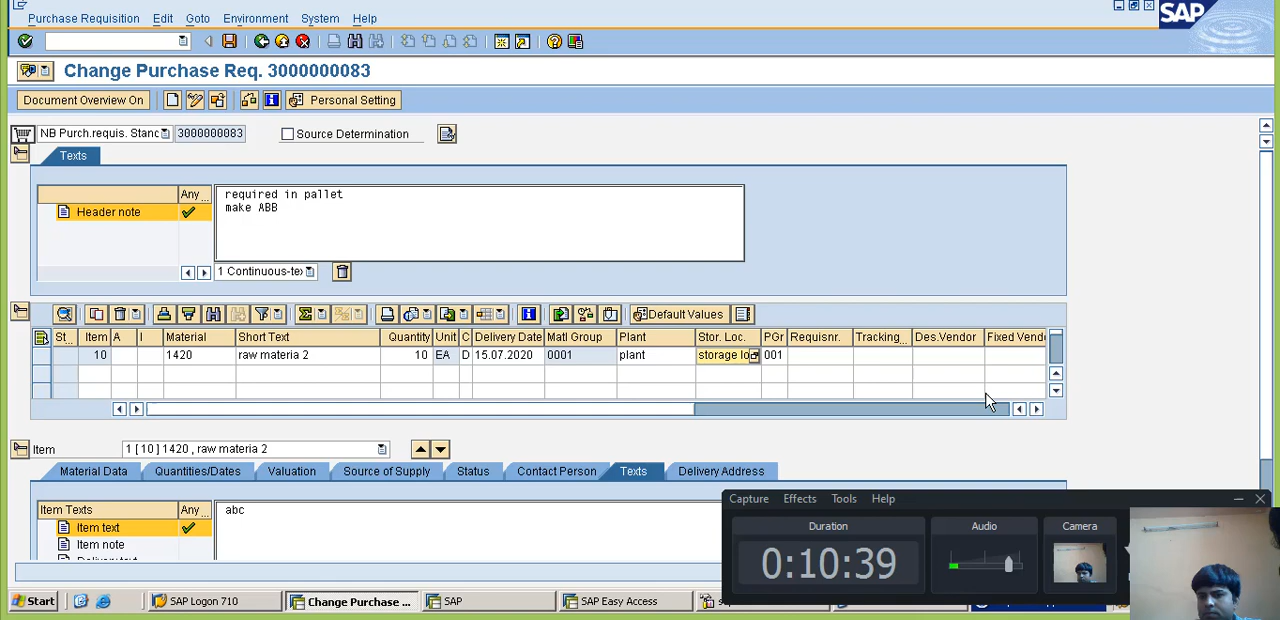 Purchase Requisition Edit Goto Environment System Help
SAP
Change Purchase Req. 3000000083
Document Overview On Personal Setting
NB Purch.requis. Stanc 3000000083 Source Determination
Texts
Any...
required in pallet
Header note
make ABB
1 Continuous-te
Default Values
St... Item A I Material Short Text Quantity Unit C Delivery Date Matl Group Plant Stor. Loc. PGr Requisnr. Tracking... Des.Vendor Fixed Vend
10 1420 raw materia 2 10 EA D 15.07.2020 0001 plant storage lo 001
Item 1 [ 10 ] 1420 , raw materia 2
Material Data Quantities/Dates Valuation Source of Supply Status Contact Person Texts Delivery Address
Item Texts Any... abc
Item text
Item note
Capture Effects Tools Help
Duration Audio Camera
0:10:39
Start SAP Logon 710 Change Purchase ... SAP SAP Easy Access